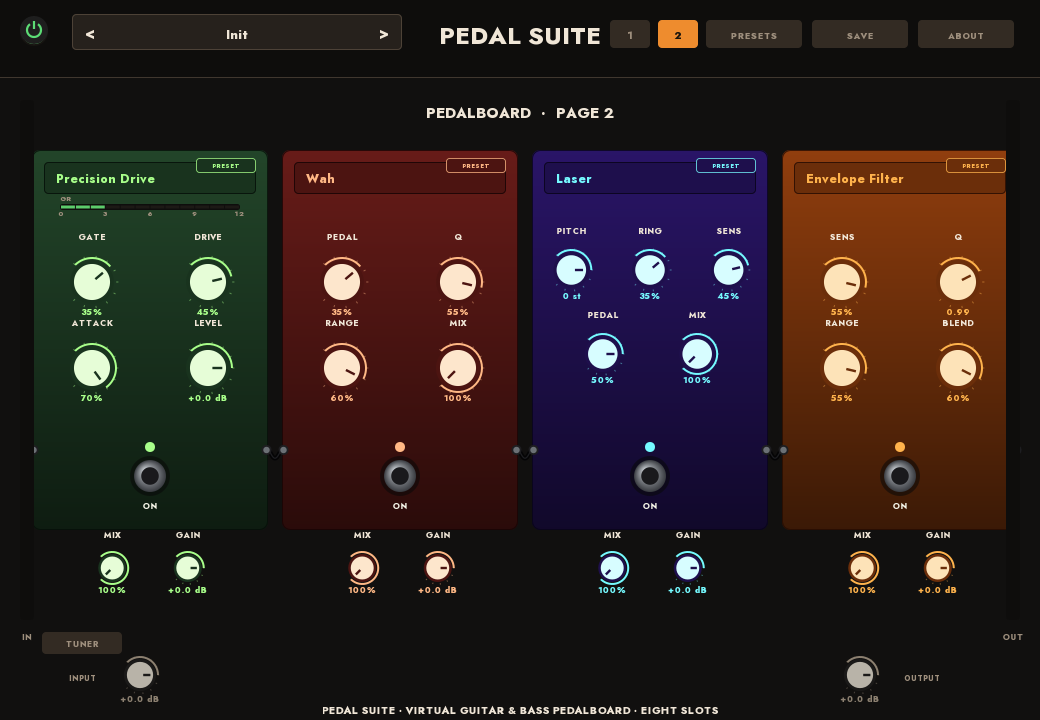 < Init > PEDAL SUITE 1 2 PRESETS SAVE ABOUT
PEDALBOARD · PAGE 2
PRESET PRESET PRESET PRESET
Precision Drive Wah Laser Envelope Filter
GR
0 3 6 9 12
PITCH RING SENS
GATE DRIVE PEDAL Q SENS Q
0 st 35% 45%
35% 45% 35% 55% 55% 0.99
PEDAL MIX
ATTACK LEVEL RANGE MIX RANGE BLEND
50% 100%
70% +0.0 dB 60% 100% 55% 60%
ON ON ON ON
MIX GAIN MIX GAIN MIX GAIN MIX GAIN
100% +0.0 dB 100% +0.0 dB 100% +0.0 dB 100% +0.0 dB
IN TUNER OUT
INPUT OUTPUT
+0.0 dB +0.0 dB
PEDAL SUITE · VIRTUAL GUITAR & BASS PEDALBOARD · EIGHT SLOTS